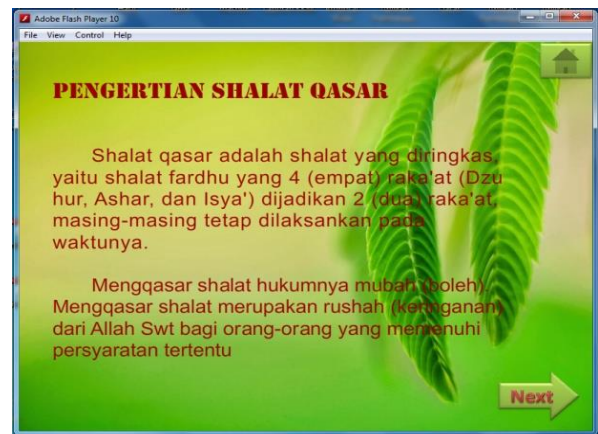 Adobe Flash Player 10
File View Control Help
PENGERTIAN SHALAT QASAR
Shalat qasar adalah shalat yang diringkas,
yaitu shalat fardhu yang 4 (empat) raka'at (Dzu
hur, Ashar, dan Isya') dijadikan 2 (dua) raka'at,
masing-masing tetap dilaksankan pada
waktunya.
Mengqasar shalat hukumnya mubah (boleh).
Mengqasar shalat merupakan rushah (keringanan)
dari Allah Swt bagi orang-orang yang memenuhi
persyaratan tertentu
Next